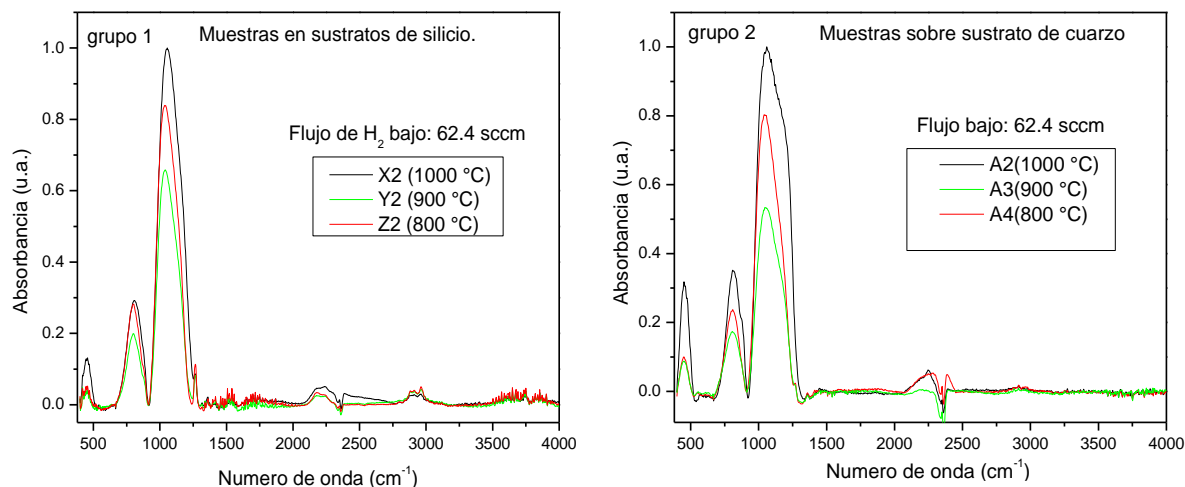 grupo 1
Muestras en sustratos de silicio.
Flujo de H2 bajo: 62.4 sccm
X2 (1000 °C)
Y2 (900 °C)
Z2 (800 °C)
Absorbancia (u.a.)
1.0
0.8
0.6
0.4
0.2
0.0
500 1000 1500 2000 2500 3000 3500 4000
Numero de onda (cm-1)
grupo 2
Muestras sobre sustrato de cuarzo
Flujo bajo: 62.4 sccm
A2(1000 °C)
A3(900 °C)
A4(800 °C)
Absorbancia (u.a.)
1.0
0.8
0.6
0.4
0.2
0.0
500 1000 1500 2000 2500 3000 3500 4000
Numero de onda (cm-1)